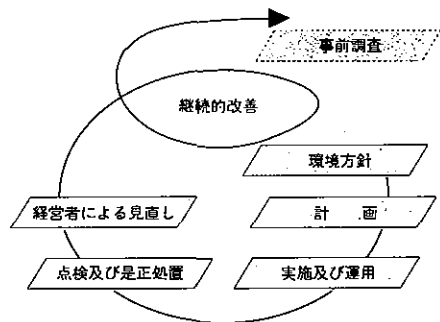 事前調査
継続的改善
環境方針
計 画
実施及び運用
点検及び是正処置
経営者による見直し